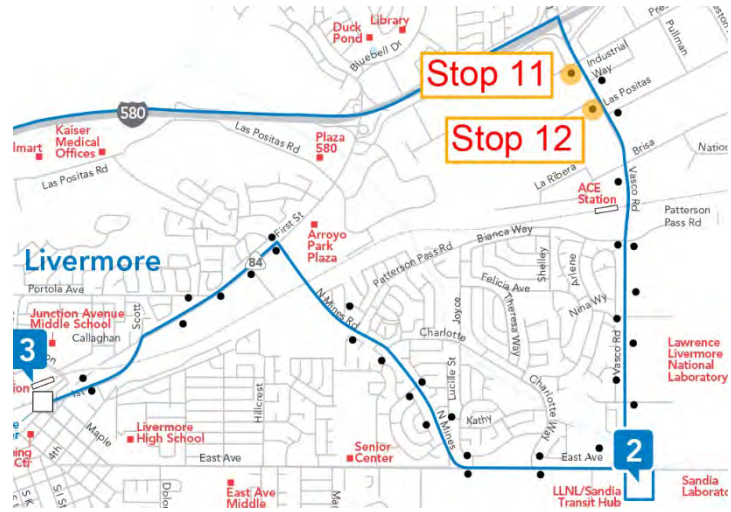 Duck
Pond
Library
Bluebell Dr
Stop 11
Industrial
Way
Pullman
Las Positas
Stop 12
580
Kaiser
Medical
Offices
Las Positas Rd
Las Positas Rd
Plaza
580
Brisa
La Ribera
ACE
Station
Vasco Rd
Patterson
Pass Rd
First St
Arroyo
Park
Plaza
84
Bianca Way
Patterson Pass Rd
Livermore
Portola Ave
Shelley
Arlene
Felicia Ave
Joyce
Theresa Way
Nina Wy
N Mines Rd
Junction Avenue
Middle School
Scott
Callaghan
Charlotte
Vasco Rd
Lawrence
Livermore
National
Laboratory
3
1st
Lucille St
Charlotte Way
Hillcrest
Maple
4th
Livermore
High School
N Mines
Kathy
Senior
Center
East Ave
East Ave
2
East Ave
Middle
LLNL/Sandia
Transit Hub
Sandia